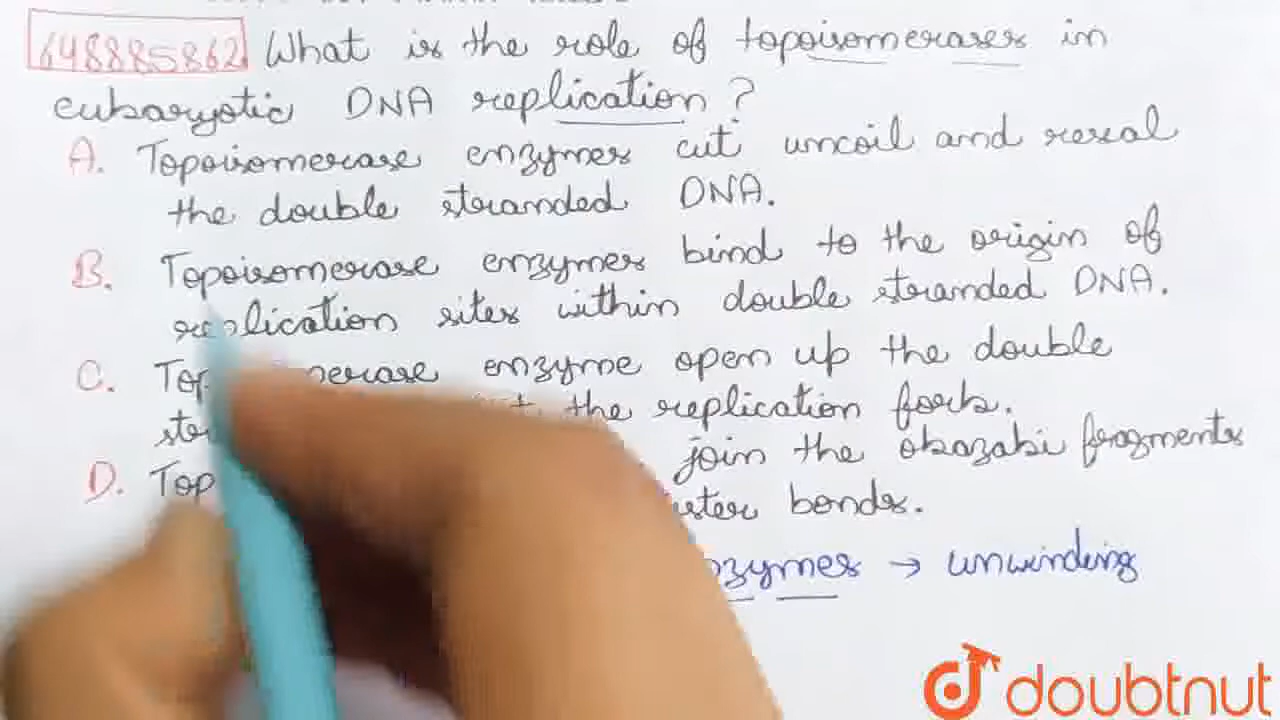 648885862 What is the role of topoisomerases in
eukaryotic DNA replication ?
A. Topoisomerase enzymes cut uncoil and reseal
the double stranded DNA.
B. Topoisomerase enzymes bind to the origin of
replication sites within double stranded DNA.
C. enzyme open up the double
the replication fork.
D. join the okazaki fragments
bonds.
→ unwinding
doubtnut